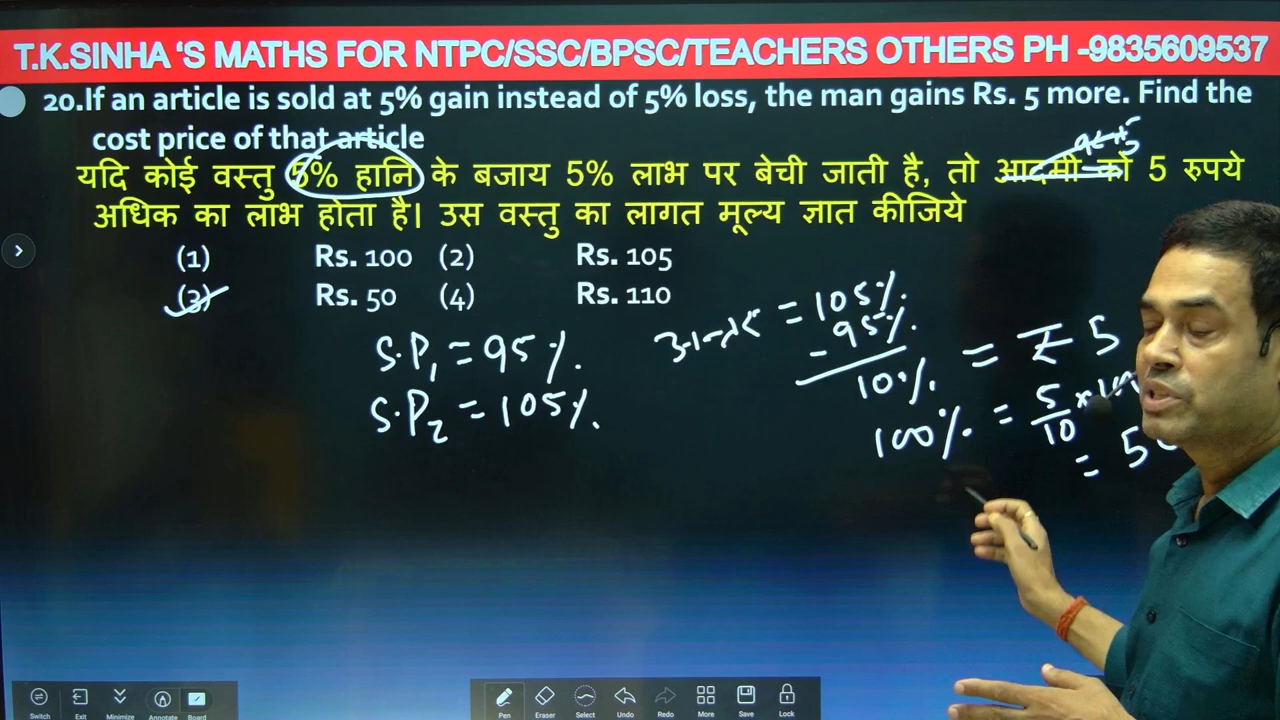 T.K.SINHA 'S MATHS FOR NTPC/SSC/BPSC/TEACHERS OTHERS PH -9835609537
20.If an article is sold at 5% gain instead of 5% loss, the man gains Rs. 5 more. Find the
cost price of that article
यदि कोई वस्तु 5% हानि के बजाय 5% लाभ पर बेची जाती है, तो आदमी को 5 रुपये
अधिक का लाभ होता है। उस वस्तु का लागत मूल्य ज्ञात कीजिये
(1) Rs. 100 (2) Rs. 105
(3) Rs. 50 (4) Rs. 110
S.P₁ = 95%.
S.P₂ = 105%.
= 105%.
- 95%.
10%. = ₹ 5
100%. = 5/10 ×
= 5
Switch Exit Minimize Annotate Board Pen Eraser Select Undo Redo More Save Lock